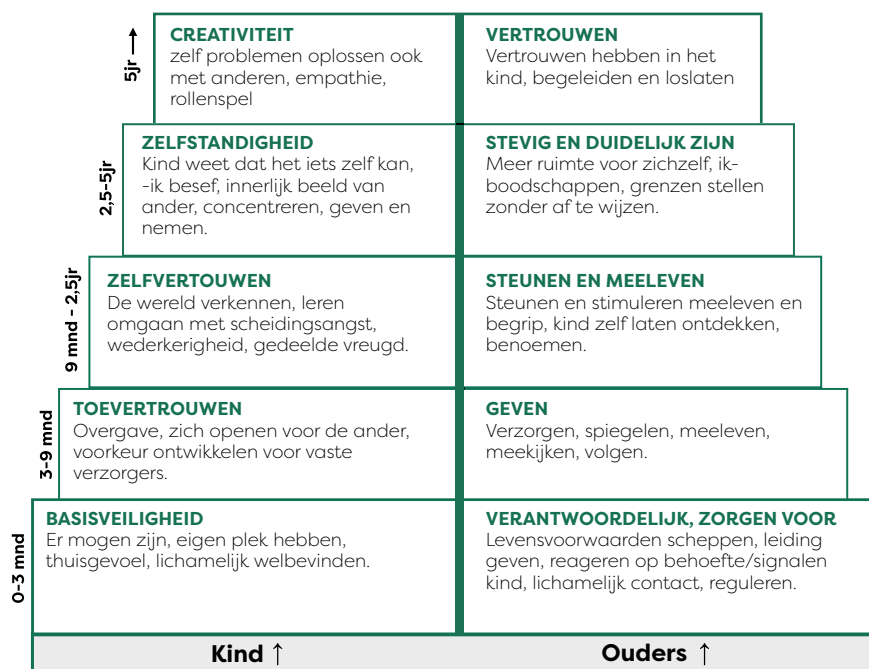 5jr →
CREATIVITEIT
zelf problemen oplossen ook
met anderen, empathie,
rollenspel
VERTROUWEN
Vertrouwen hebben in het
kind, begeleiden en loslaten
2,5-5jr
ZELFSTANDIGHEID
Kind weet dat het iets zelf kan,
-ik besef, innerlijk beeld van
ander, concentreren, geven en
nemen.
STEVIG EN DUIDELIJK ZIJN
Meer ruimte voor zichzelf, ik-
boodschappen, grenzen stellen
zonder af te wijzen.
9 mnd - 2,5jr
ZELFVERTOUWEN
De wereld verkennen, leren
omgaan met scheidingsangst,
wederkerigheid, gedeelde vreugd.
STEUNEN EN MEELEVEN
Steunen en stimuleren meeleven en
begrip, kind zelf laten ontdekken,
benoemen.
3-9 mnd
TOEVERTROUWEN
Overgave, zich openen voor de ander,
voorkeur ontwikkelen voor vaste
verzorgers.
GEVEN
Verzorgen, spiegelen, meeleven,
meekijken, volgen.
0-3 mnd
BASISVEILIGHEID
Er mogen zijn, eigen plek hebben,
thuisgevoel, lichamelijk welbevinden.
VERANTWOORDELIJK, ZORGEN VOOR
Levensvoorwaarden scheppen, leiding
geven, reageren op behoefte/signalen
kind, lichamelijk contact, reguleren.
Kind ↑
Ouders ↑